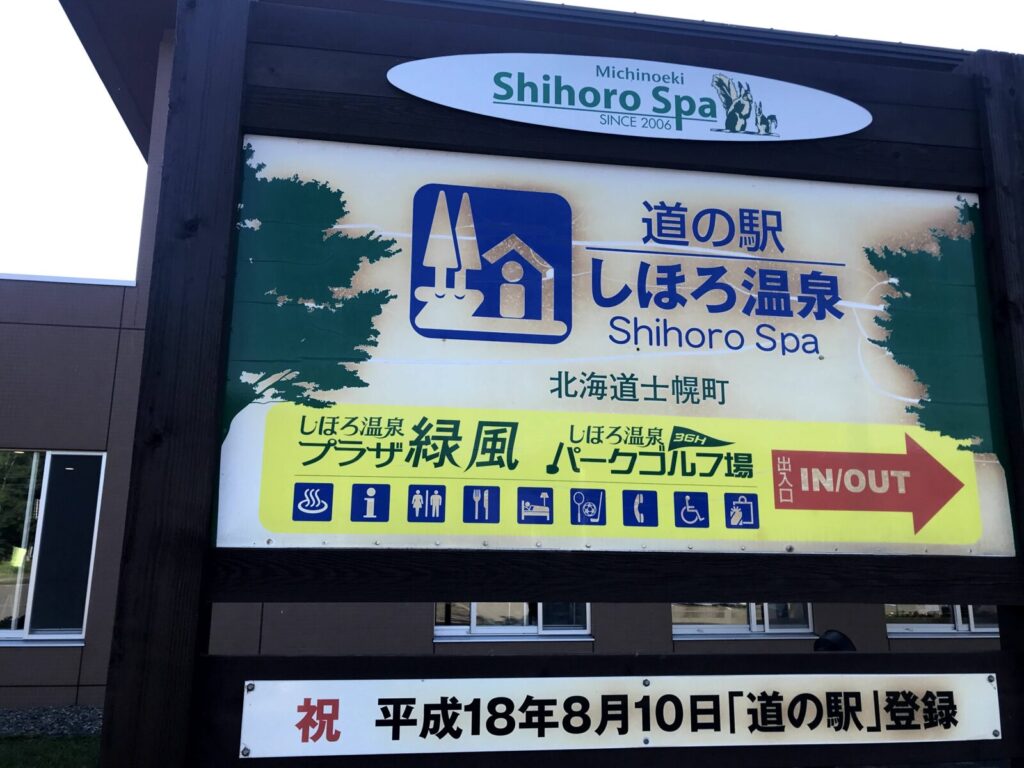 Michinoeki
Shihoro Spa
SINCE 2006
道の駅
しほろ温泉
Shihoro Spa
北海道士幌町
しほろ温泉
プラザ緑風
しほろ温泉 36H
パークゴルフ場
出入口 IN/OUT
祝 平成18年8月10日「道の駅」登録